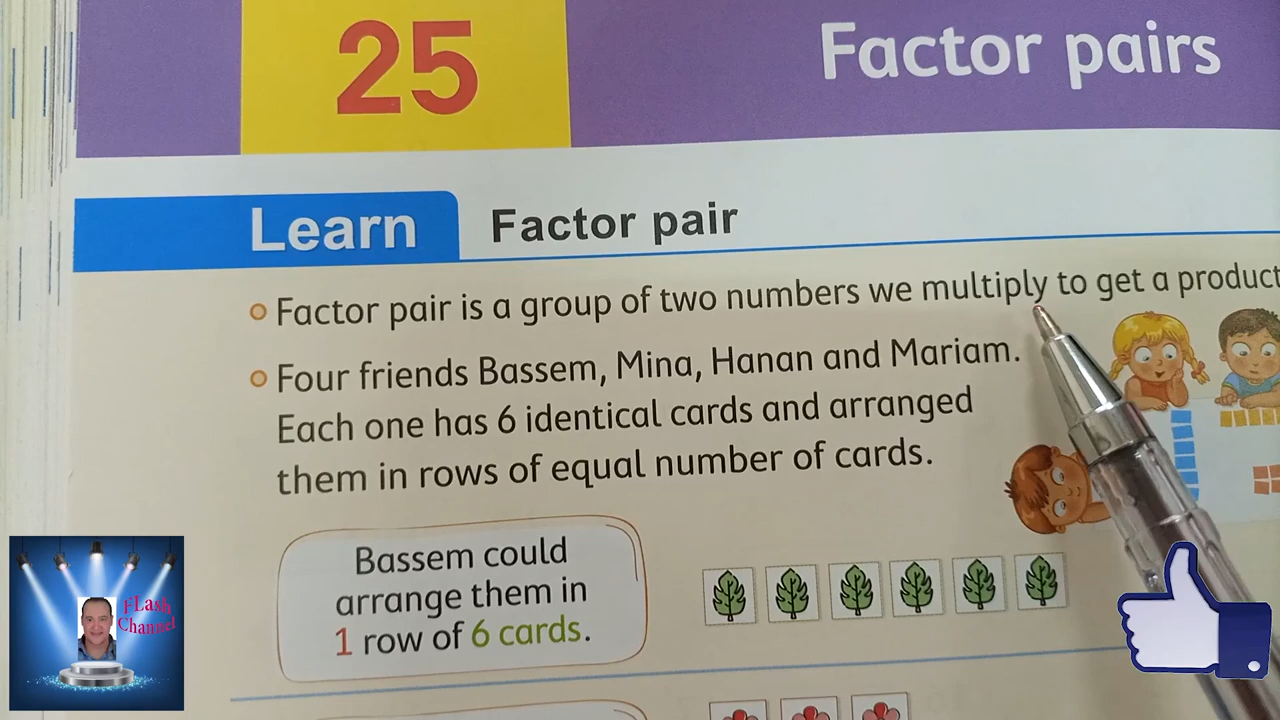 25
Factor pairs
Learn
Factor pair
Factor pair is a group of two numbers we multiply to get a product
Four friends Bassem, Mina, Hanan and Mariam.
Each one has 6 identical cards and arranged
them in rows of equal number of cards.
Bassem could
arrange them in
1 row of 6 cards.
FLash
Channel